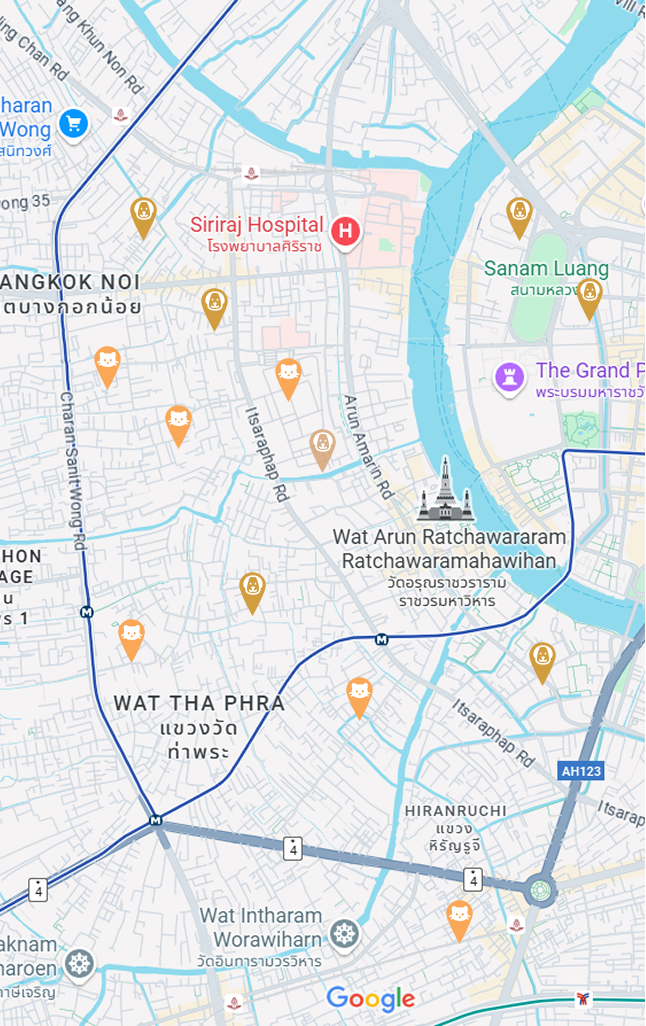 Vili R
ang Khun Non Rd
ng Chan Rd
haran
Wong
สนิทวงศ์
ong 35
Siriraj Hospital
โรงพยาบาลศิริราช
H
Sanam Luang
สนามหลวง
ANGKOK NOI
ตบางกอกน้อย
The Grand P
พระบรมมหาราชวั
Charan Sanit Wong Rd
Itsaraphap Rd
Arun Amarin Rd
Wat Arun Ratchawararam
Ratchawaramahawihan
วัดอรุณราชวราราม
ราชวรมหาวิหาร
HON
AGE
น
ร 1
M
M
WAT THA PHRA
แขวงวัด
ท่าพระ
Itsaraphap Rd
AH123
Itsarap
HIRANRUCHI
แขวง
หิรัญรูจี
M
4
4
4
Wat Intharam
Worawiharn
วัดอินทารามวรวิหาร
aknam
haroen
าษีเจริญ
Google